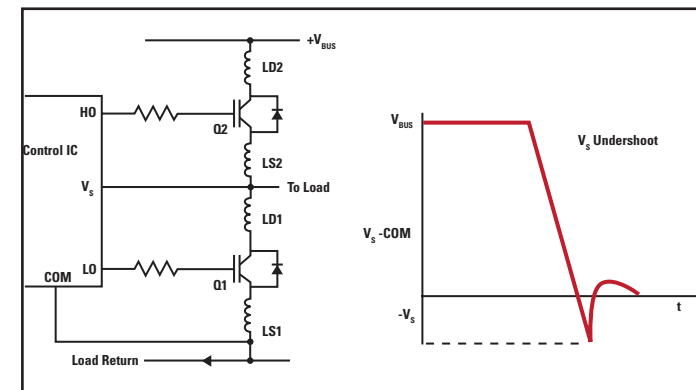 +VBUS
LD2
HO
Q2
Control IC
LS2
VS
To Load
LD1
LO
COM
Q1
LS1
Load Return
VBUS
VS Undershoot
VS -COM
-VS
t